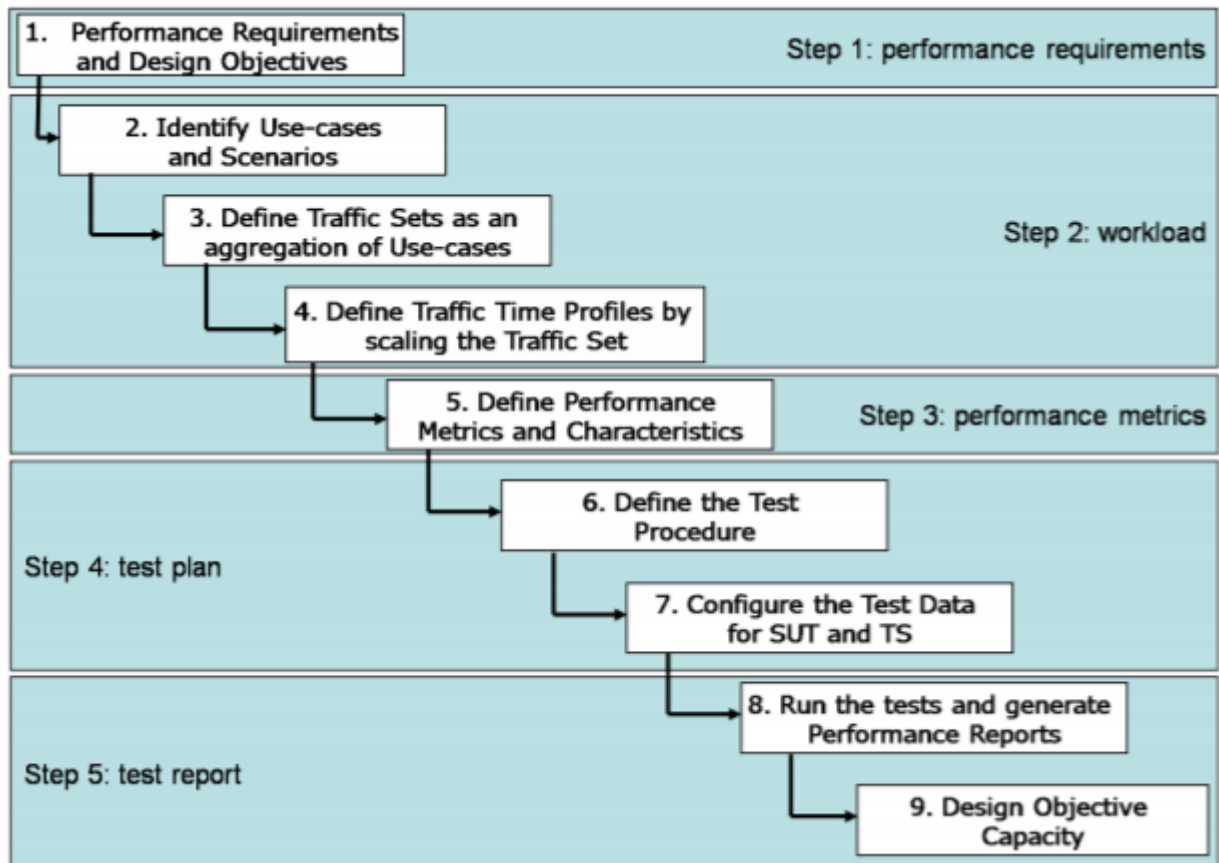 1. Performance Requirements
and Design Objectives
Step 1: performance requirements
2. Identify Use-cases
and Scenarios
3. Define Traffic Sets as an
aggregation of Use-cases
Step 2: workload
4. Define Traffic Time Profiles by
scaling the Traffic Set
5. Define Performance
Metrics and Characteristics
Step 3: performance metrics
6. Define the Test
Procedure
Step 4: test plan
7. Configure the Test Data
for SUT and TS
8. Run the tests and generate
Performance Reports
Step 5: test report
9. Design Objective
Capacity